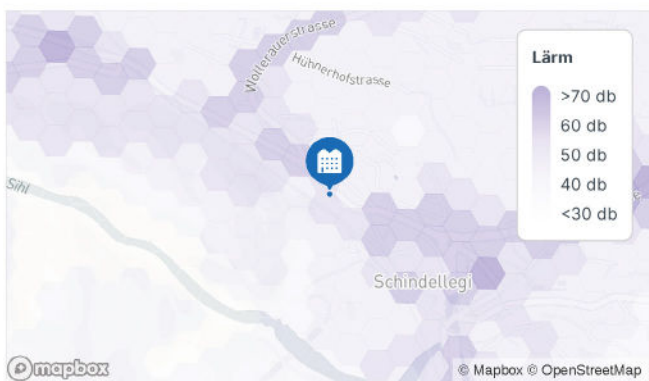 Wollerauerstrasse
Hühnerhofstrasse
Lärm
>70 db
60 db
50 db
40 db
<30 db
Sihl
Schindellegi
mapbox
© Mapbox © OpenStreetMap